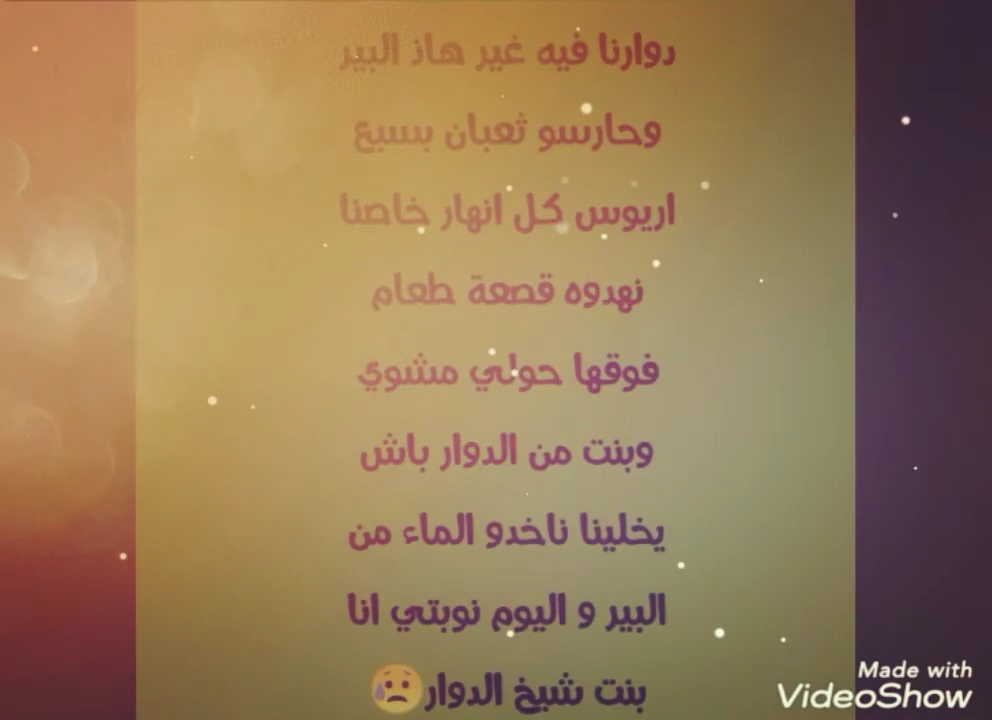 دوارنا فيه غير هاذ البير
وحارسو ثعبان بسبع
اريوس كل انهار خاصنا
نهدوه قصعة طعام
فوقها حولي مشوي
وبنت من الدوار باش
يخلينا ناخدو الماء من
البير و اليوم نوبتي انا
بنت شيخ الدوار😥
Made with
VideoShow